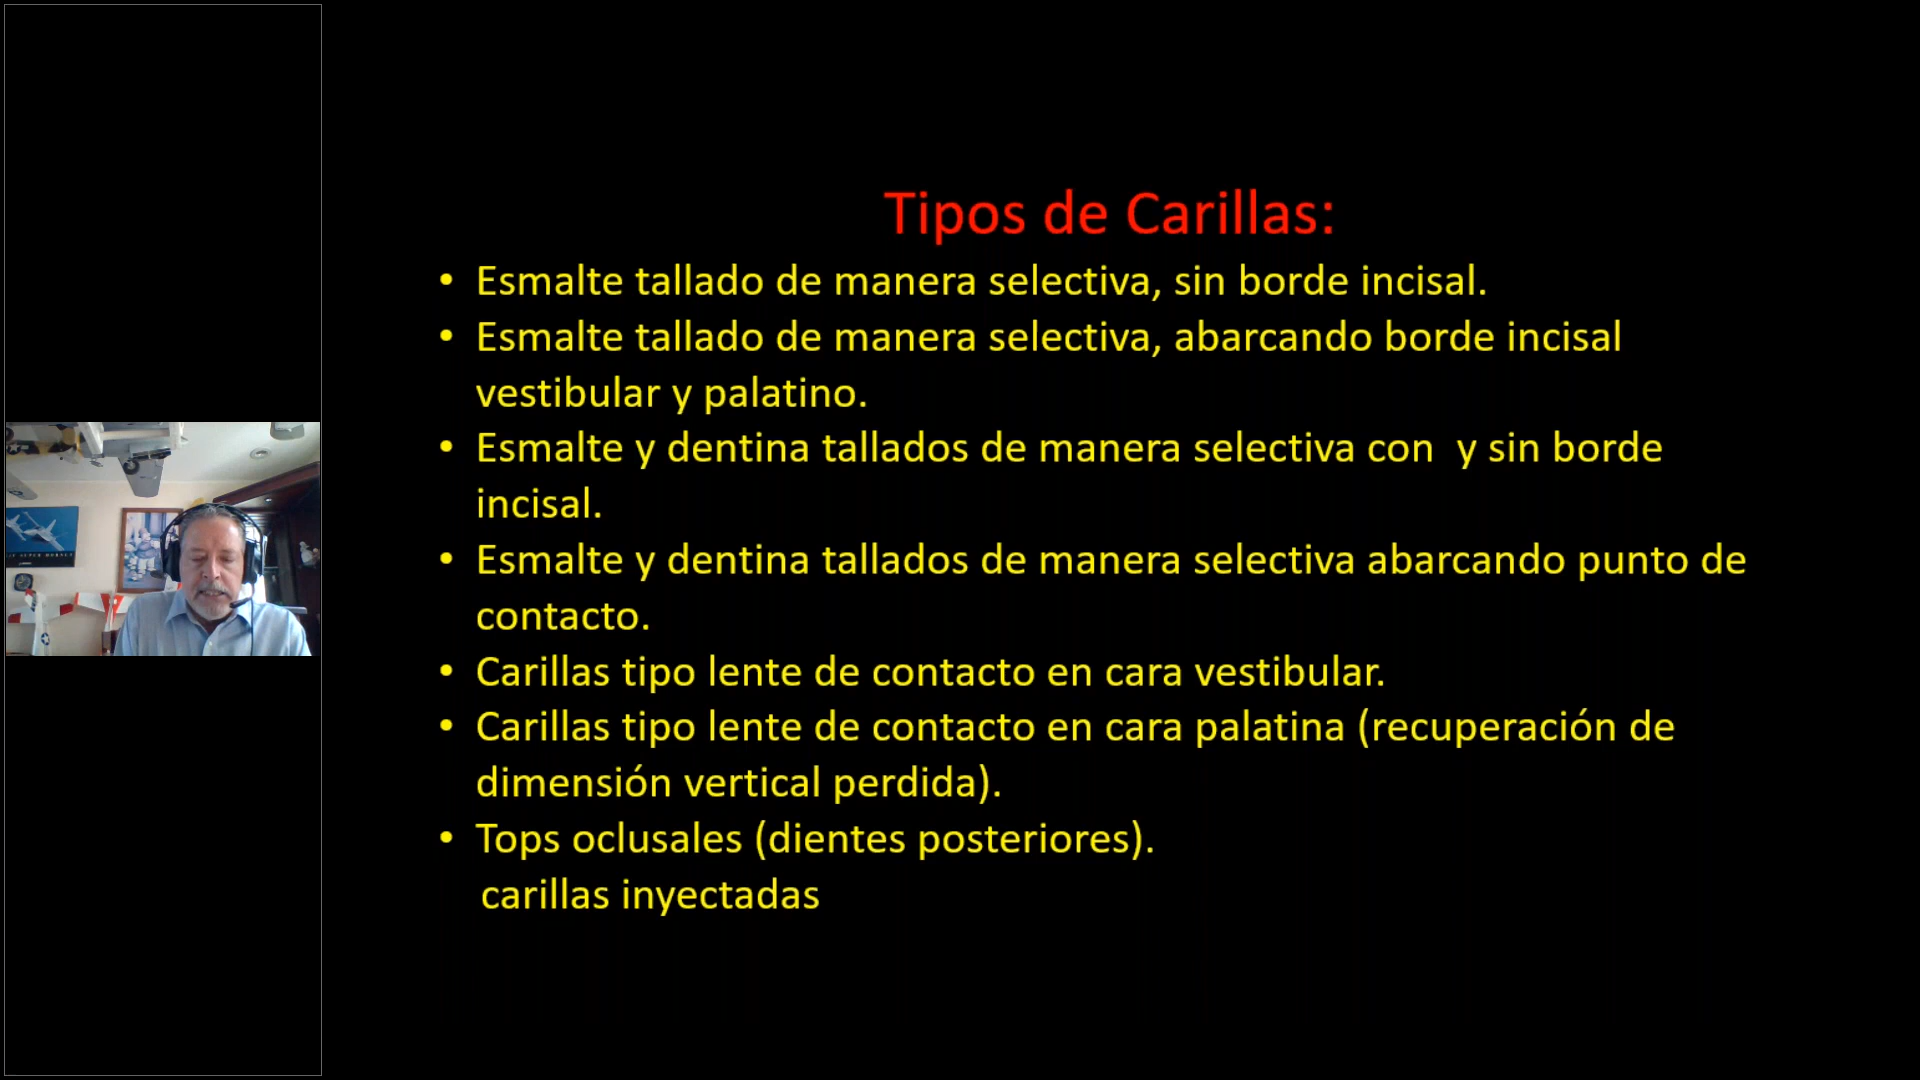 Tipos de Carillas:
• Esmalte tallado de manera selectiva, sin borde incisal.
• Esmalte tallado de manera selectiva, abarcando borde incisal
vestibular y palatino.
• Esmalte y dentina tallados de manera selectiva con  y sin borde
incisal.
• Esmalte y dentina tallados de manera selectiva abarcando punto de
contacto.
• Carillas tipo lente de contacto en cara vestibular.
• Carillas tipo lente de contacto en cara palatina (recuperación de
dimensión vertical perdida).
• Tops oclusales (dientes posteriores).
carillas inyectadas